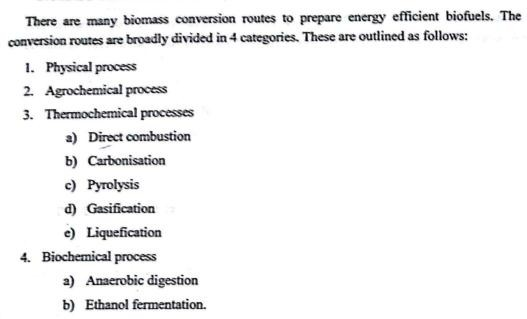 There are many biomass conversion routes to prepare energy efficient biofuels. The
conversion routes are broadly divided in 4 categories. These are outlined as follows:
1. Physical process
2. Agrochemical process
3. Thermochemical processes
a) Direct combustion
b) Carbonisation
c) Pyrolysis
d) Gasification
e) Liquefication
4. Biochemical process
a) Anaerobic digestion
b) Ethanol fermentation.